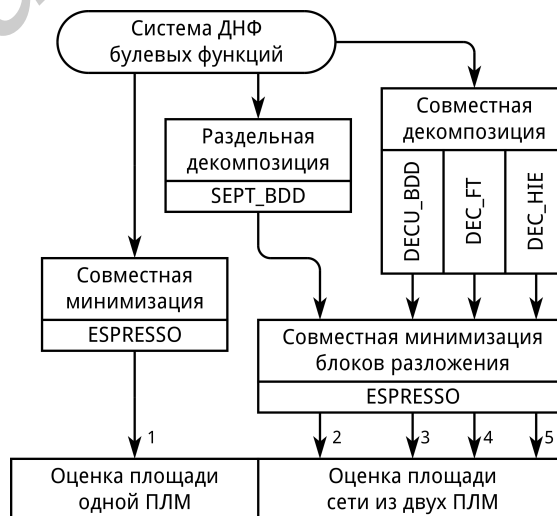 Система ДНФ
булевых функций
Совместная
декомпозиция
Раздельная
декомпозиция
SEPT_BDD
DECU_BDD
DEC_FT
DEC_HIE
Совместная
минимизация
ESPRESSO
Совместная минимизация
блоков разложения
ESPRESSO
1
2
3
4
5
Оценка площади
одной ПЛМ
Оценка площади
сети из двух ПЛМ